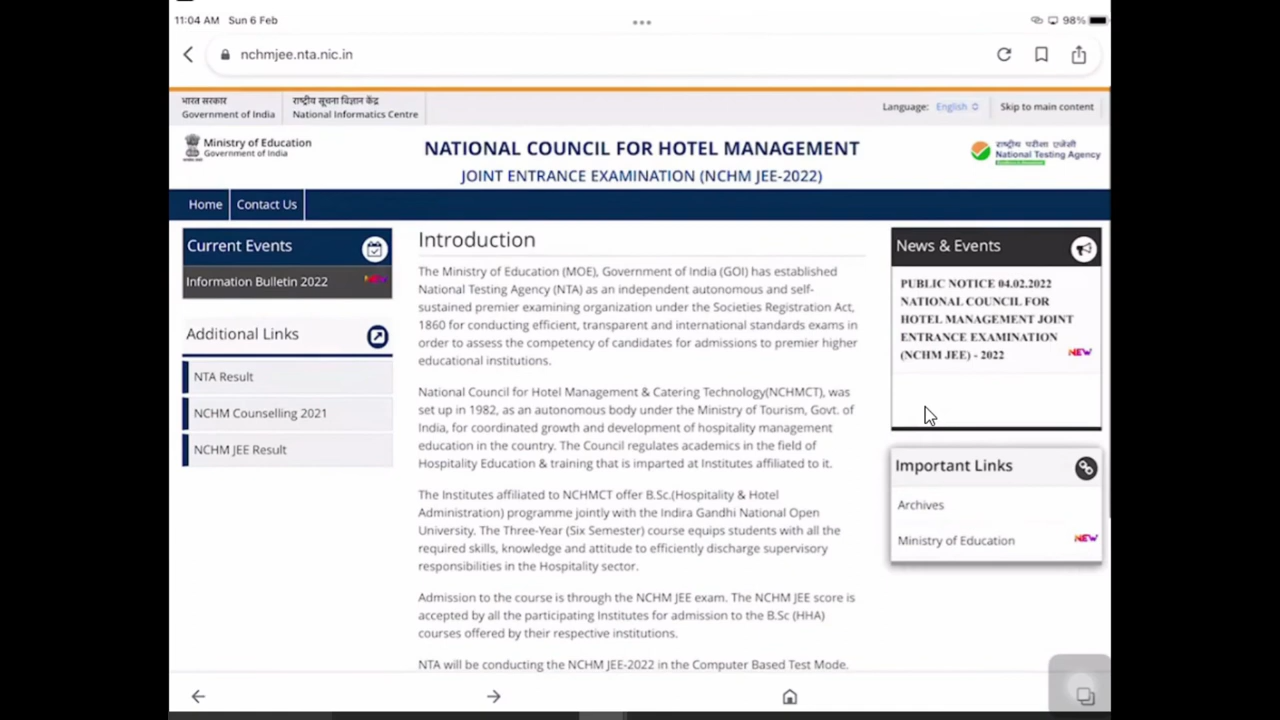 11:04 AM Sun 6 Feb
98%
nchmjee.nta.nic.in
भारत सरकार
Government of India
राष्ट्रीय सूचना विज्ञान केंद्र
National Informatics Centre
Language: English
Skip to main content
Ministry of Education
Government of India
NATIONAL COUNCIL FOR HOTEL MANAGEMENT
JOINT ENTRANCE EXAMINATION (NCHM JEE-2022)
राष्ट्रीय परीक्षा एजेंसी
National Testing Agency
Home
Contact Us
Current Events
Information Bulletin 2022 NEW
Additional Links
NTA Result
NCHM Counselling 2021
NCHM JEE Result
Introduction
The Ministry of Education (MOE), Government of India (GOI) has established
National Testing Agency (NTA) as an independent autonomous and self-
sustained premier examining organization under the Societies Registration Act,
1860 for conducting efficient, transparent and international standards exams in
order to assess the competency of candidates for admissions to premier higher
educational institutions.
National Council for Hotel Management & Catering Technology(NCHMCT), was
set up in 1982, as an autonomous body under the Ministry of Tourism, Govt. of
India, for coordinated growth and development of hospitality management
education in the country. The Council regulates academics in the field of
Hospitality Education & training that is imparted at Institutes affiliated to it.
The Institutes affiliated to NCHMCT offer B.Sc.(Hospitality & Hotel
Administration) programme jointly with the Indira Gandhi National Open
University. The Three-Year (Six Semester) course equips students with all the
required skills, knowledge and attitude to efficiently discharge supervisory
responsibilities in the Hospitality sector.
Admission to the course is through the NCHM JEE exam. The NCHM JEE score is
accepted by all the participating Institutes for admission to the B.Sc (HHA)
courses offered by their respective institutions.
NTA will be conducting the NCHM JEE-2022 in the Computer Based Test Mode.
News & Events
PUBLIC NOTICE 04.02.2022
NATIONAL COUNCIL FOR
HOTEL MANAGEMENT JOINT
ENTRANCE EXAMINATION
(NCHM JEE) - 2022 NEW
Important Links
Archives
Ministry of Education NEW